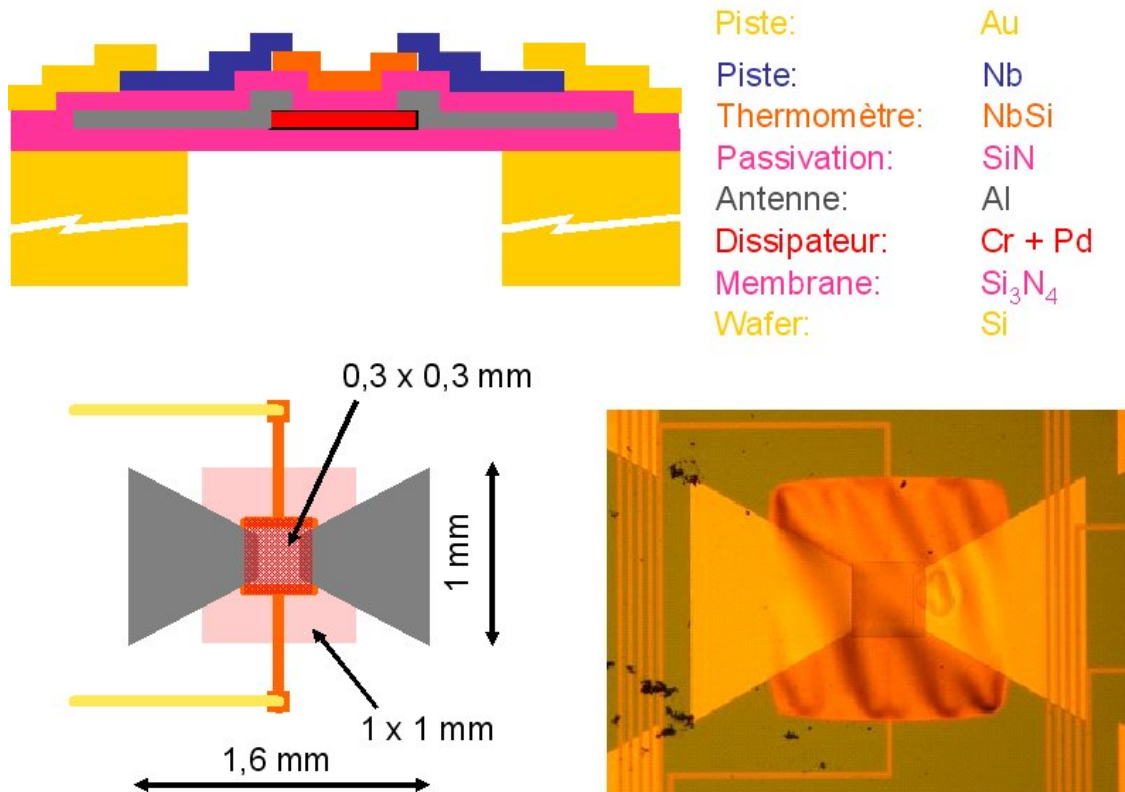 Piste: Au
Piste: Nb
Thermomètre: NbSi
Passivation: SiN
Antenne: Al
Dissipateur: Cr + Pd
Membrane: Si₃N₄
Wafer: Si
0,3 x 0,3 mm
1 mm
1 x 1 mm
1,6 mm